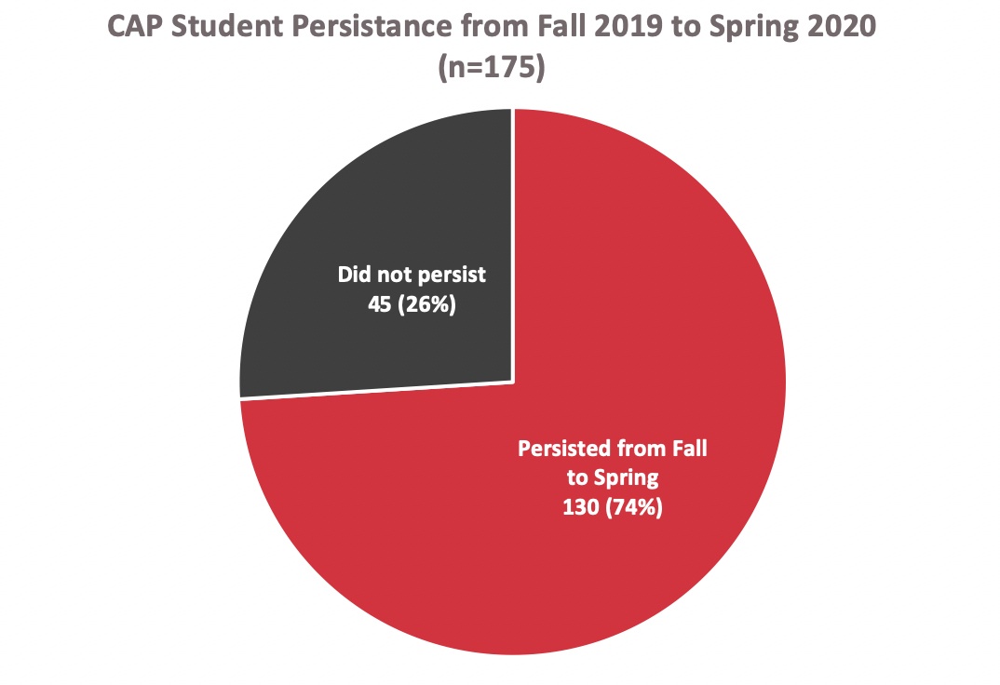 CAP Student Persistance from Fall 2019 to Spring 2020
(n=175)
Did not persist
45 (26%)
Persisted from Fall
to Spring
130 (74%)